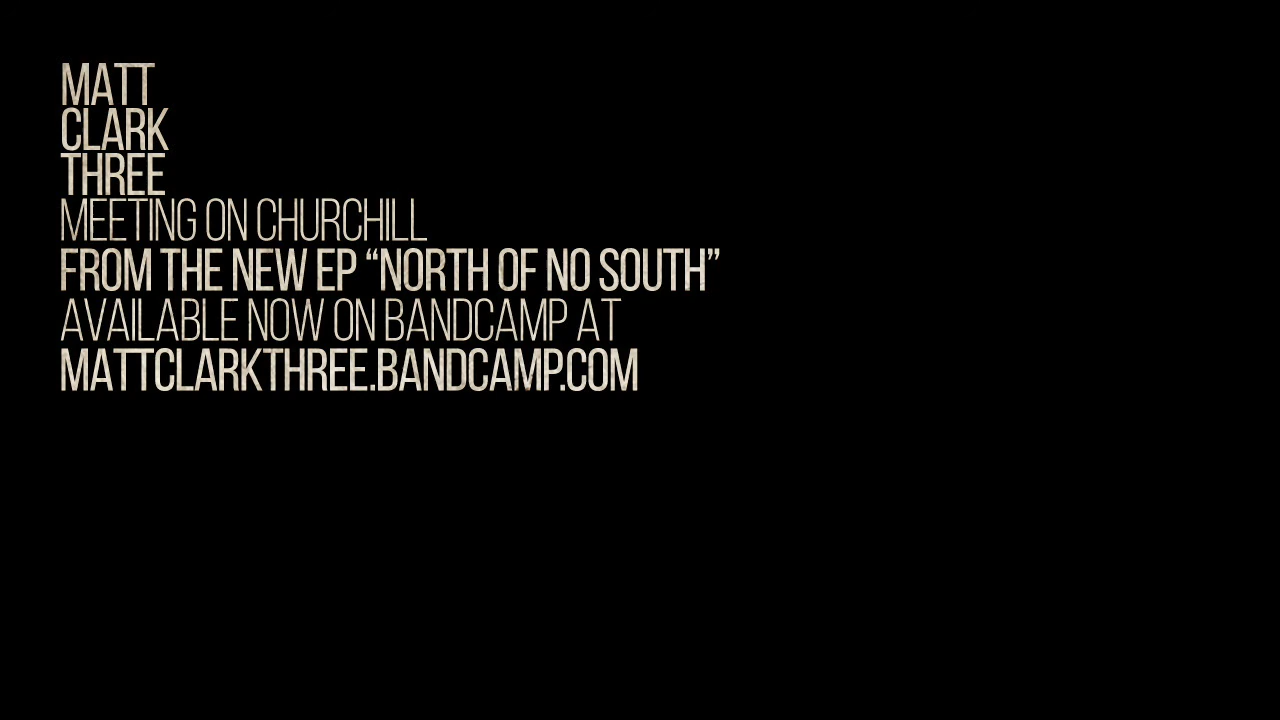 MATT
CLARK
THREE
MEETING ON CHURCHILL
FROM THE NEW EP “NORTH OF NO SOUTH”
AVAILABLE NOW ON BANDCAMP AT
MATTCLARKTHREE.BANDCAMP.COM